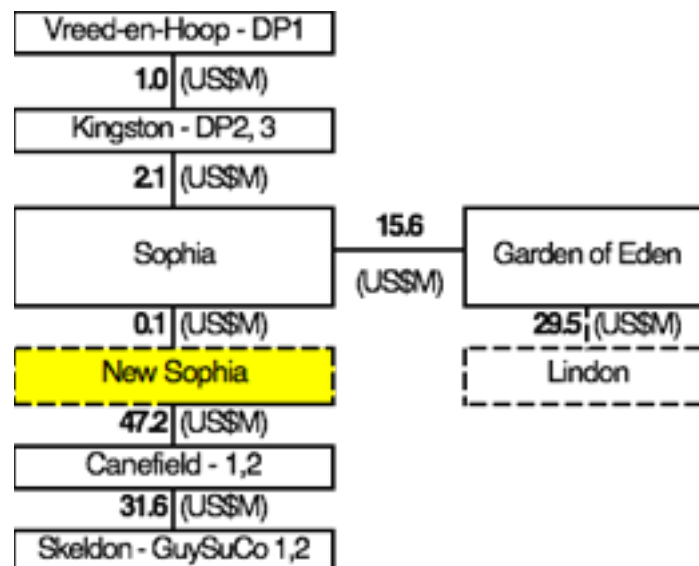 Vreed-en-Hoop - DP1
1.0 (US$M)
Kingston - DP2, 3
2.1 (US$M)
Sophia
15.6
(US$M)
Garden of Eden
0.1 (US$M)
29.5 (US$M)
New Sophia
Lindon
47.2 (US$M)
Canefield - 1,2
31.6 (US$M)
Skeldon - GuySuCo 1,2